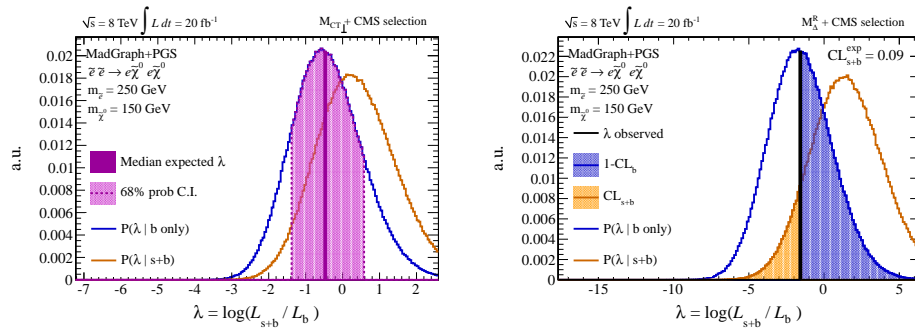 √s = 8 TeV ∫ L dt = 20 fb⁻¹ M_CT⊥ + CMS selection
MadGraph+PGS
ẽ ẽ → e χ̃⁰ e χ̃⁰
m_ẽ = 250 GeV
m_χ̃⁰ = 150 GeV
Median expected λ
68% prob C.I.
P(λ | b only)
P(λ | s+b)
a.u.
0.02
0.018
0.016
0.014
0.012
0.01
0.008
0.006
0.004
0.002
0
-7 -6 -5 -4 -3 -2 -1 0 1 2
λ = log(L_s+b / L_b)
√s = 8 TeV ∫ L dt = 20 fb⁻¹ M_Δ^R + CMS selection
MadGraph+PGS CL_s+b^exp = 0.09
ẽ ẽ → e χ̃⁰ e χ̃⁰
m_ẽ = 250 GeV
m_χ̃⁰ = 150 GeV
λ observed
1-CL_b
CL_s+b
P(λ | b only)
P(λ | s+b)
a.u.
0.022
0.02
0.018
0.016
0.014
0.012
0.01
0.008
0.006
0.004
0.002
0
-15 -10 -5 0 5
λ = log(L_s+b / L_b)